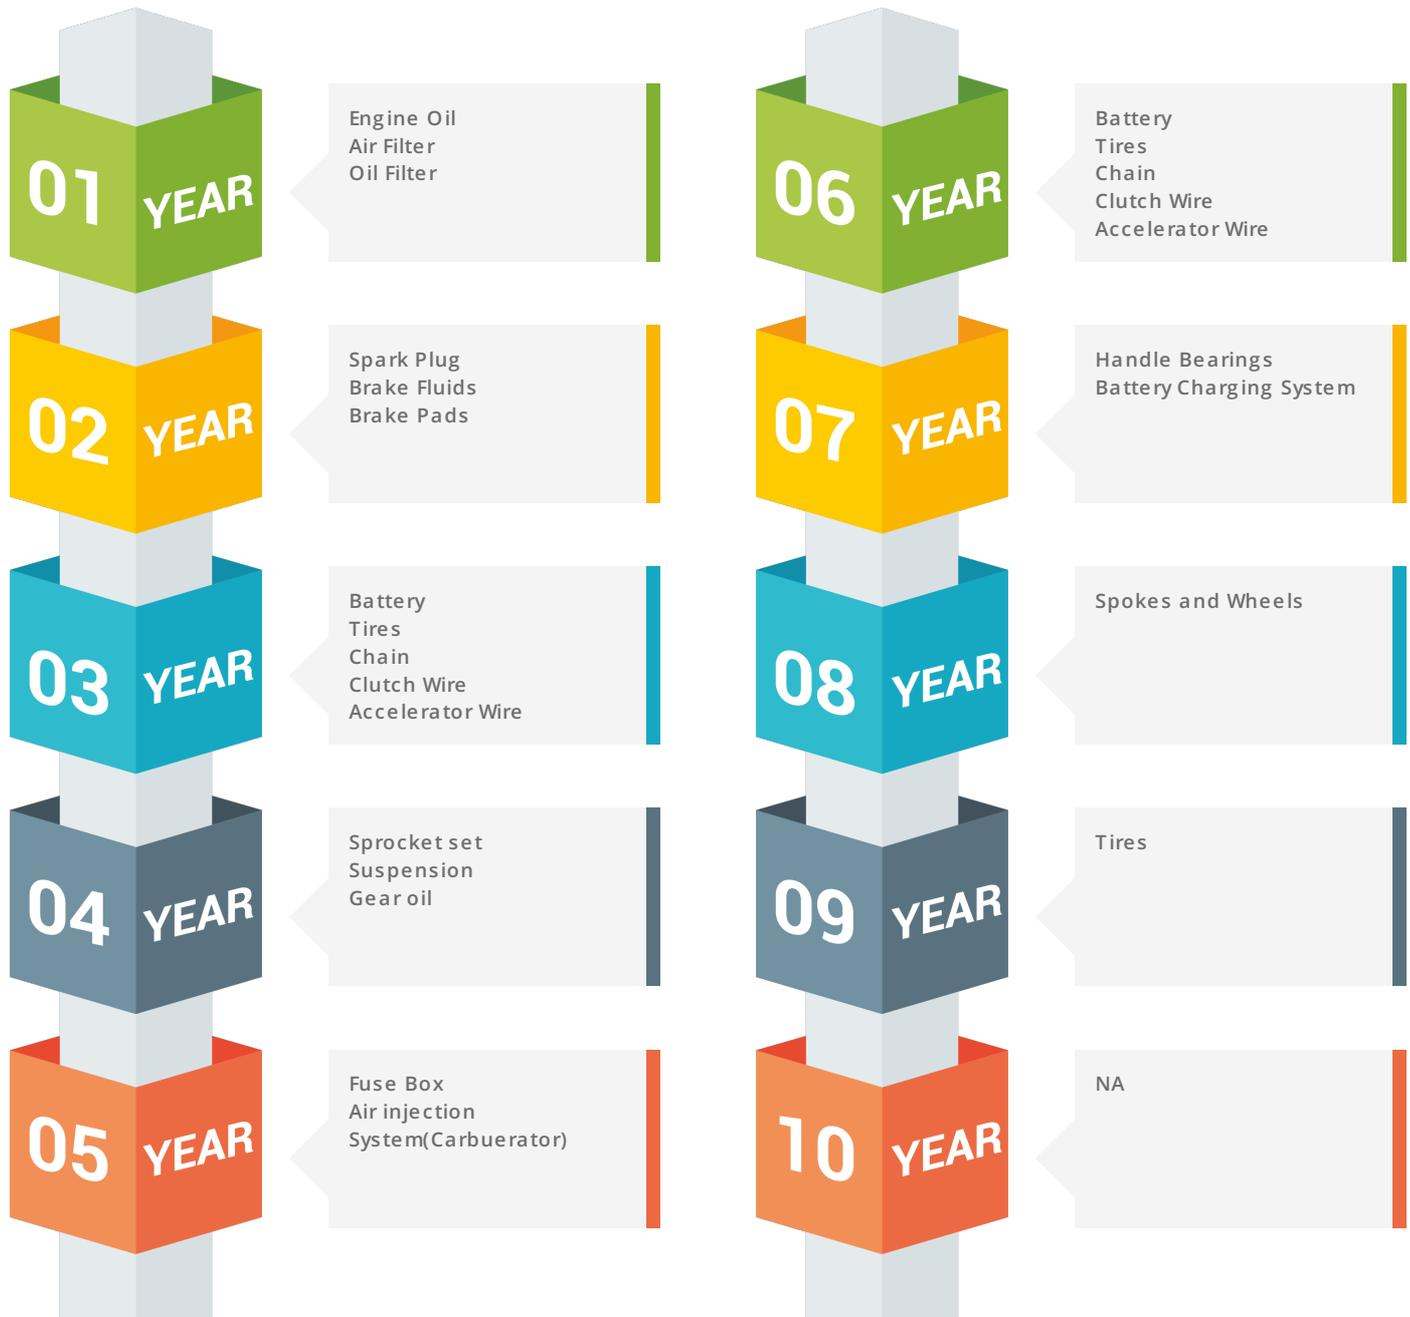 01 YEAR
Engine Oil
Air Filter
Oil Filter
02 YEAR
Spark Plug
Brake Fluids
Brake Pads
03 YEAR
Battery
Tires
Chain
Clutch Wire
Accelerator Wire
04 YEAR
Sprocket set
Suspension
Gear oil
05 YEAR
Fuse Box
Air injection
System(Carbuerator)
06 YEAR
Battery
Tires
Chain
Clutch Wire
Accelerator Wire
07 YEAR
Handle Bearings
Battery Charging System
08 YEAR
Spokes and Wheels
09 YEAR
Tires
10 YEAR
NA